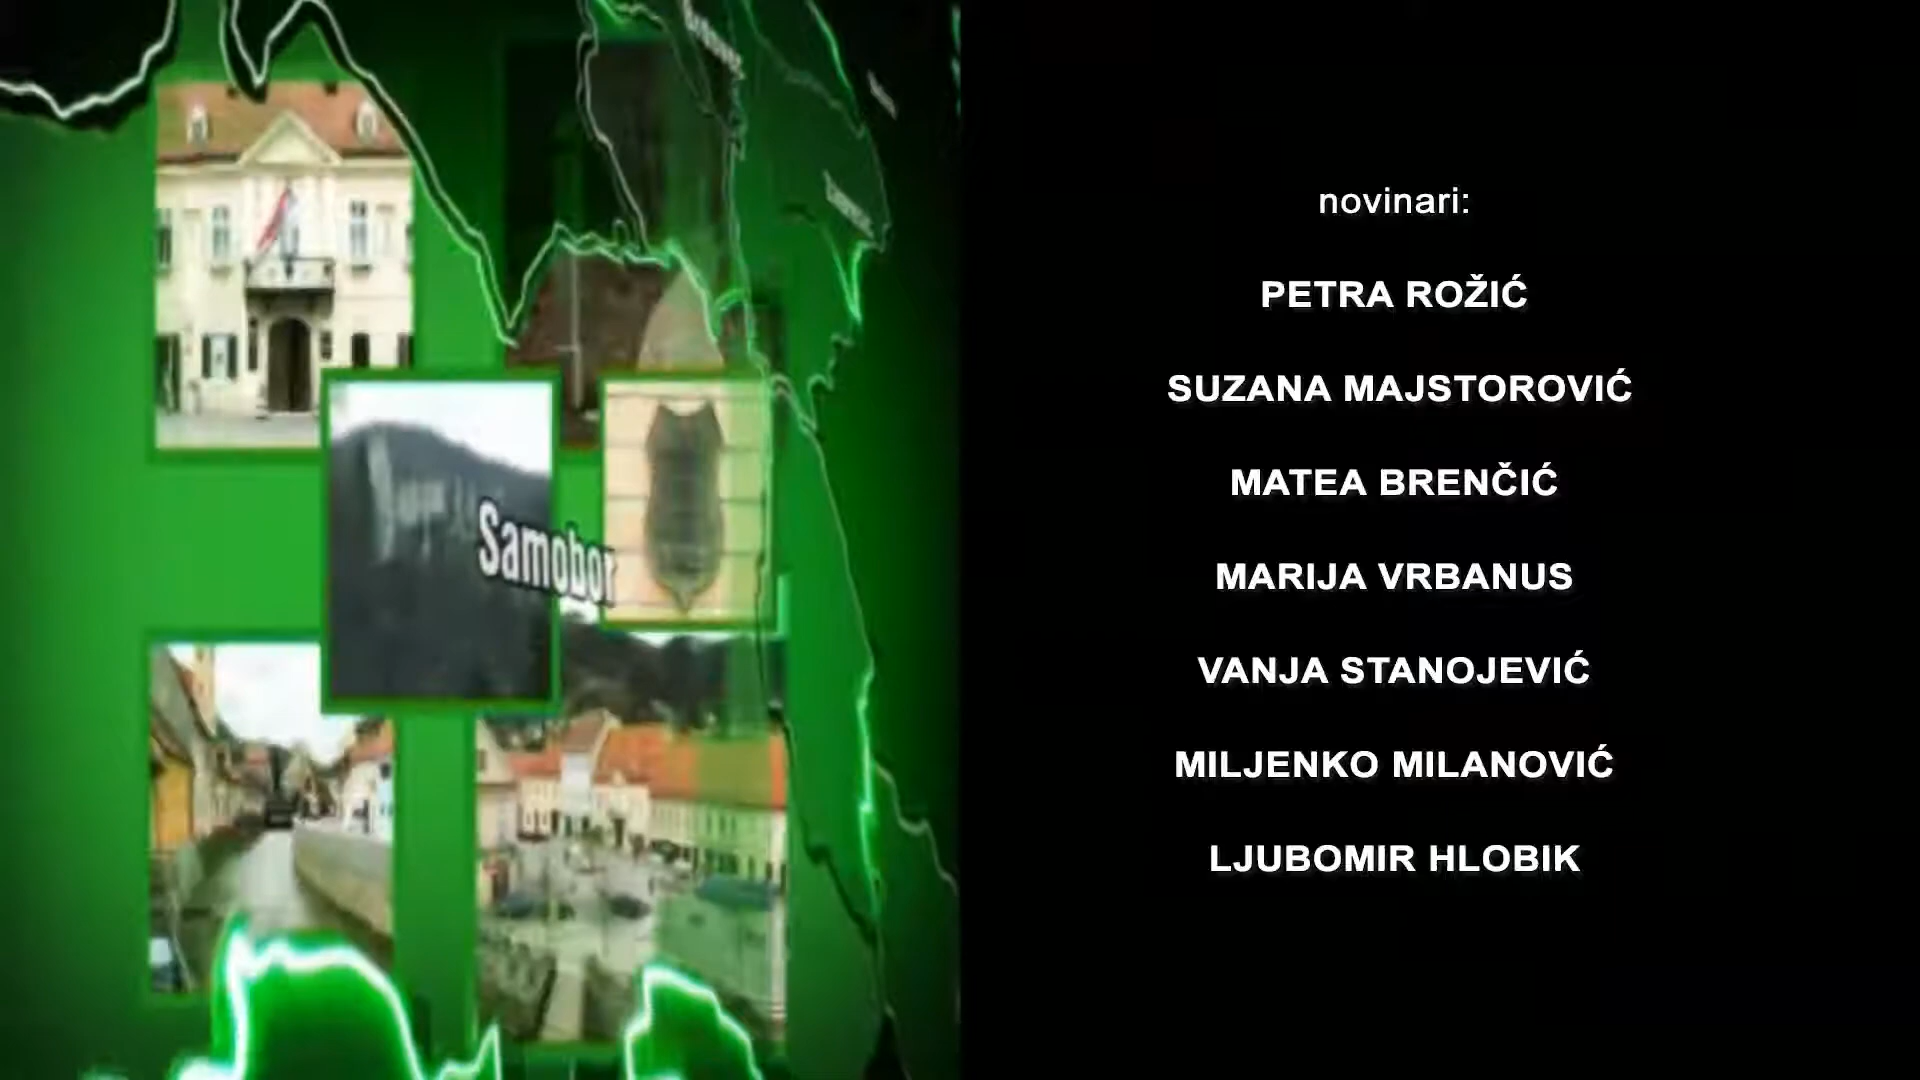 Samobor
novinari:
PETRA ROŽIĆ
SUZANA MAJSTOROVIĆ
MATEA BRENČIĆ
MARIJA VRBANUS
VANJA STANOJEVIĆ
MILJENKO MILANOVIĆ
LJUBOMIR HLOBIK